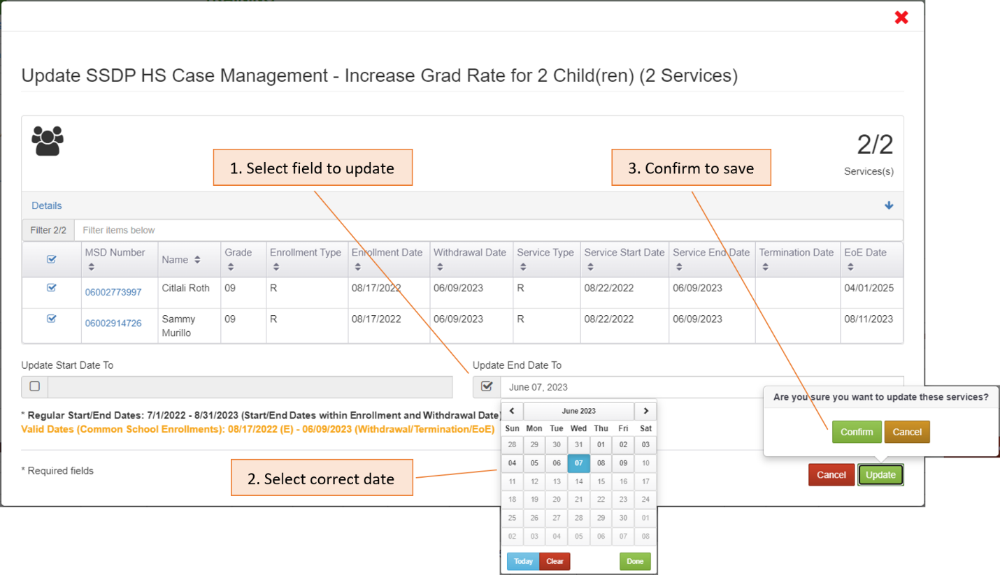 Update SSDP HS Case Management - Increase Grad Rate for 2 Child(ren) (2 Services)
2/2
Services(s)
1. Select field to update
3. Confirm to save
Details
Filter 2/2 Filter items below
MSD Number Name Grade Enrollment Type Enrollment Date Withdrawal Date Service Type Service Start Date Service End Date Termination Date EoE Date
06002773997 Citlali Roth 09 R 08/17/2022 06/09/2023 R 08/22/2022 06/09/2023 04/01/2025
06002914726 Sammy Murillo 09 R 08/17/2022 06/09/2023 R 08/22/2022 06/09/2023 08/11/2023
Update Start Date To
Update End Date To
June 07, 2023
* Regular Start/End Dates: 7/1/2022 - 8/31/2023 (Start/End Dates within Enrollment and Withdrawal Date)
Valid Dates (Common School Enrollments): 08/17/2022 (E) - 06/09/2023 (Withdrawal/Termination/EoE)
* Required fields
2. Select correct date
June 2023
Sun Mon Tue Wed Thu Fri Sat
28 29 30 31 01 02 03
04 05 06 07 08 09 10
11 12 13 14 15 16 17
18 19 20 21 22 23 24
25 26 27 28 29 30 01
02 03 04 05 06 07 08
Today Clear Done
Are you sure you want to update these services?
Confirm Cancel
Cancel Update